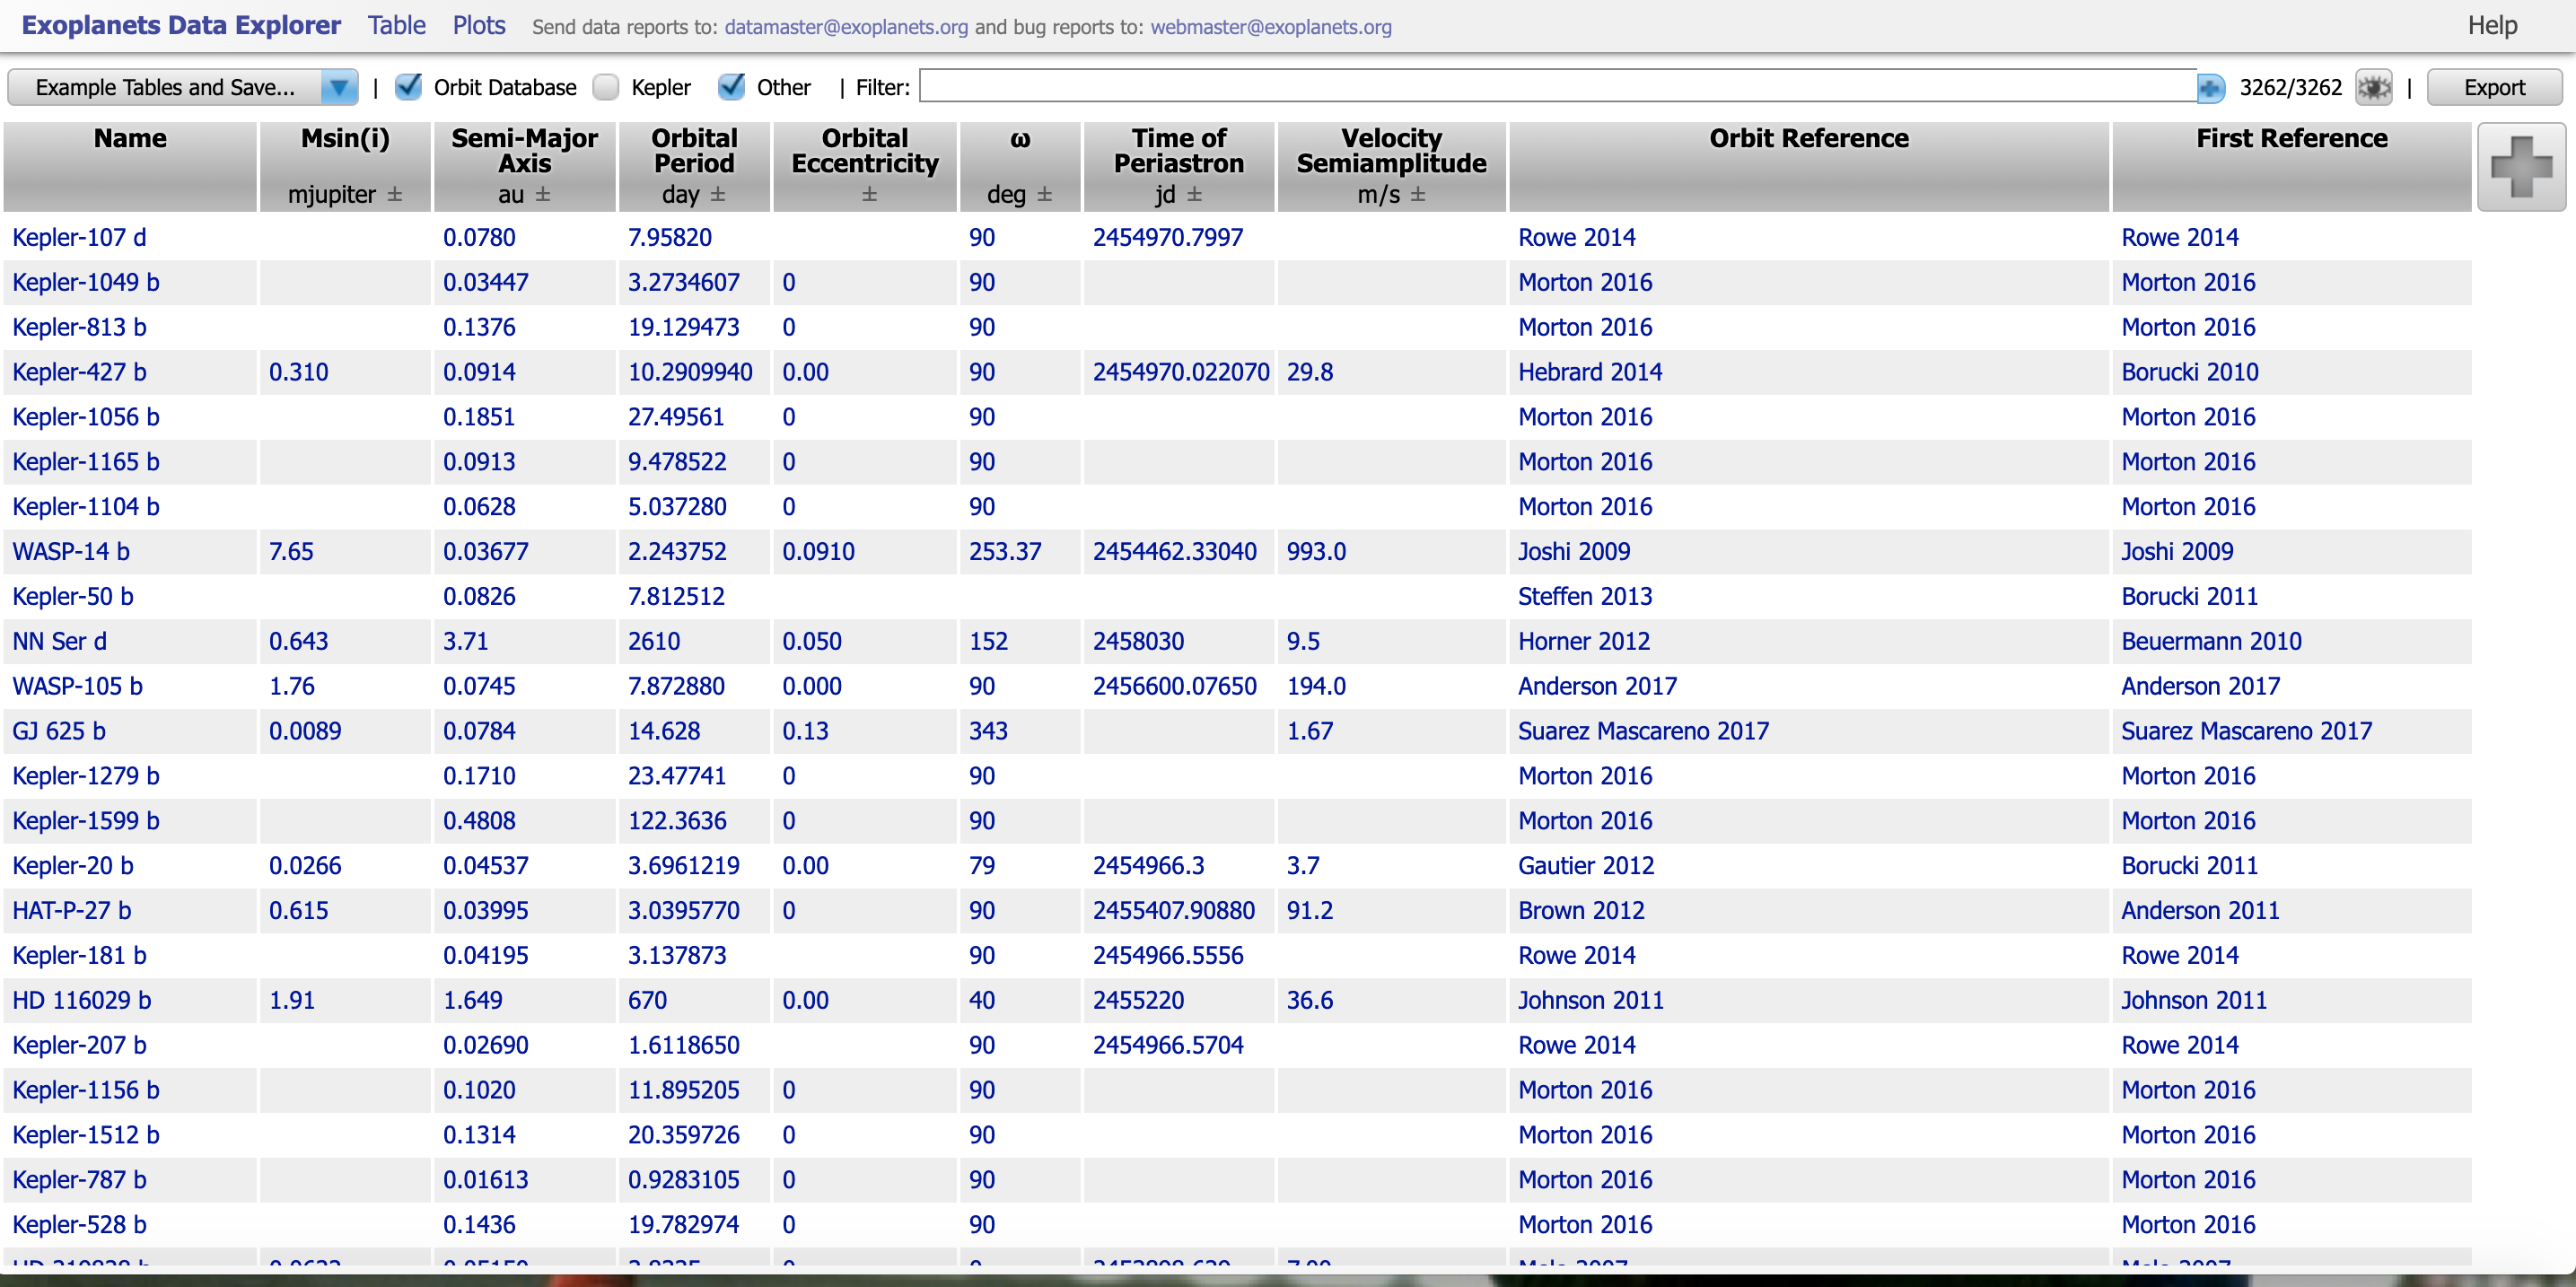 Exoplanets Data Explorer Table Plots Send data reports to: datamaster@exoplanets.org and bug reports to: webmaster@exoplanets.org Help
Example Tables and Save... | Orbit Database Kepler Other | Filter: 3262/3262 | Export
Name Msin(i) Semi-Major Axis Orbital Period Orbital Eccentricity ω Time of Periastron Velocity Semiamplitude Orbit Reference First Reference
mjupiter ± au ± day ± ± deg ± jd ± m/s ±
Kepler-107 d 0.0780 7.95820 90 2454970.7997 Rowe 2014 Rowe 2014
Kepler-1049 b 0.03447 3.2734607 0 90 Morton 2016 Morton 2016
Kepler-813 b 0.1376 19.129473 0 90 Morton 2016 Morton 2016
Kepler-427 b 0.310 0.0914 10.2909940 0.00 90 2454970.022070 29.8 Hebrard 2014 Borucki 2010
Kepler-1056 b 0.1851 27.49561 0 90 Morton 2016 Morton 2016
Kepler-1165 b 0.0913 9.478522 0 90 Morton 2016 Morton 2016
Kepler-1104 b 0.0628 5.037280 0 90 Morton 2016 Morton 2016
WASP-14 b 7.65 0.03677 2.243752 0.0910 253.37 2454462.33040 993.0 Joshi 2009 Joshi 2009
Kepler-50 b 0.0826 7.812512 Steffen 2013 Borucki 2011
NN Ser d 0.643 3.71 2610 0.050 152 2458030 9.5 Horner 2012 Beuermann 2010
WASP-105 b 1.76 0.0745 7.872880 0.000 90 2456600.07650 194.0 Anderson 2017 Anderson 2017
GJ 625 b 0.0089 0.0784 14.628 0.13 343 1.67 Suarez Mascareno 2017 Suarez Mascareno 2017
Kepler-1279 b 0.1710 23.47741 0 90 Morton 2016 Morton 2016
Kepler-1599 b 0.4808 122.3636 0 90 Morton 2016 Morton 2016
Kepler-20 b 0.0266 0.04537 3.6961219 0.00 79 2454966.3 3.7 Gautier 2012 Borucki 2011
HAT-P-27 b 0.615 0.03995 3.0395770 0 90 2455407.90880 91.2 Brown 2012 Anderson 2011
Kepler-181 b 0.04195 3.137873 90 2454966.5556 Rowe 2014 Rowe 2014
HD 116029 b 1.91 1.649 670 0.00 40 2455220 36.6 Johnson 2011 Johnson 2011
Kepler-207 b 0.02690 1.6118650 90 2454966.5704 Rowe 2014 Rowe 2014
Kepler-1156 b 0.1020 11.895205 0 90 Morton 2016 Morton 2016
Kepler-1512 b 0.1314 20.359726 0 90 Morton 2016 Morton 2016
Kepler-787 b 0.01613 0.9283105 0 90 Morton 2016 Morton 2016
Kepler-528 b 0.1436 19.782974 0 90 Morton 2016 Morton 2016